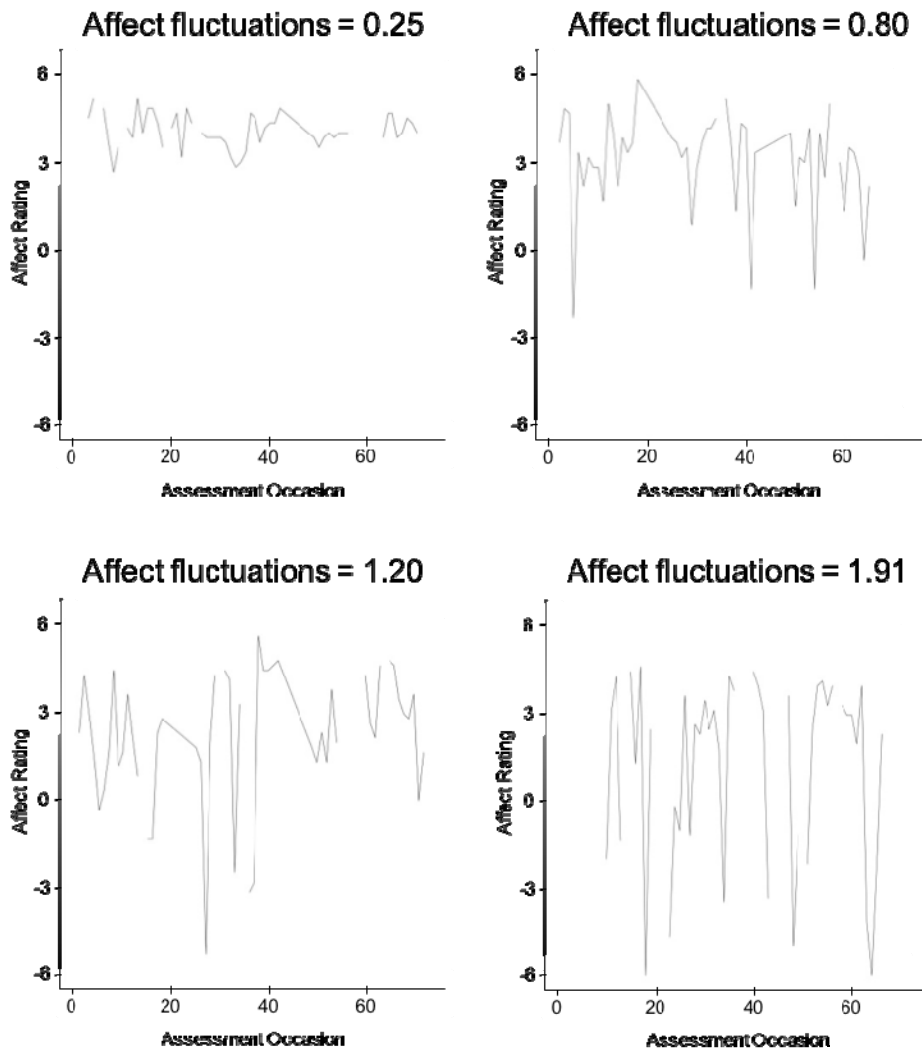 Affect fluctuations = 0.25
6
3
0
-3
-6
Affect Rating
0 20 40 60
Assessment Occasion
Affect fluctuations = 0.80
6
3
0
-3
-6
Affect Rating
0 20 40 60
Assessment Occasion
Affect fluctuations = 1.20
6
3
0
-3
-6
Affect Rating
0 20 40 60
Assessment Occasion
Affect fluctuations = 1.91
6
3
0
-3
-6
Affect Rating
0 20 40 60
Assessment Occasion